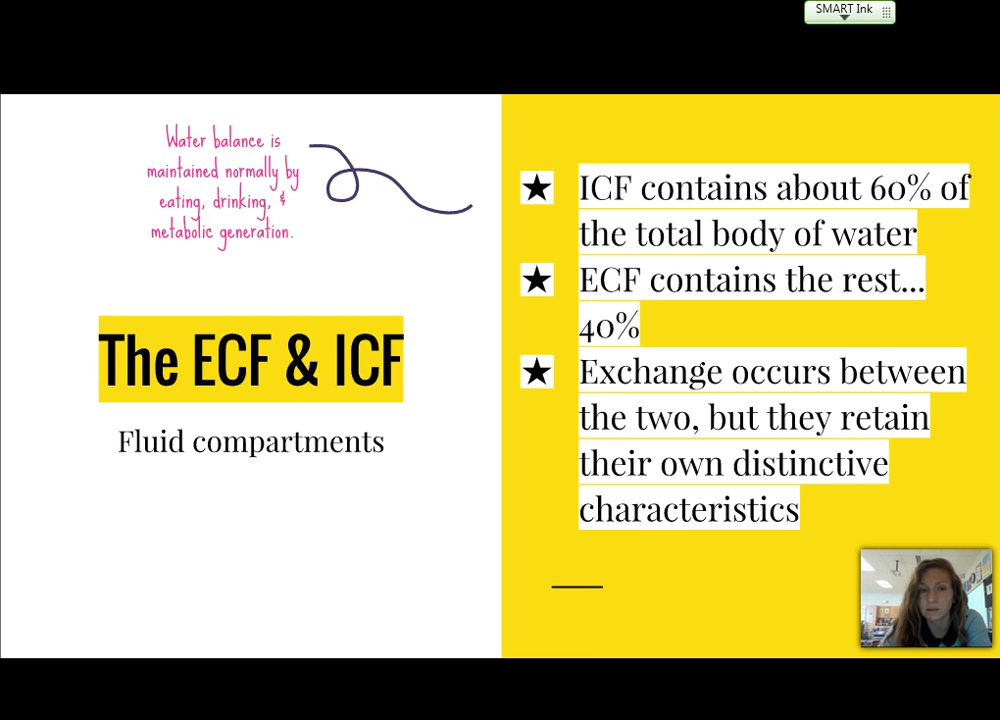 SMART Ink
Water balance is
maintained normally by
eating, drinking, &
metabolic generation.
The ECF & ICF
Fluid compartments
★ ICF contains about 60% of
the total body of water
★ ECF contains the rest...
40%
★ Exchange occurs between
the two, but they retain
their own distinctive
characteristics